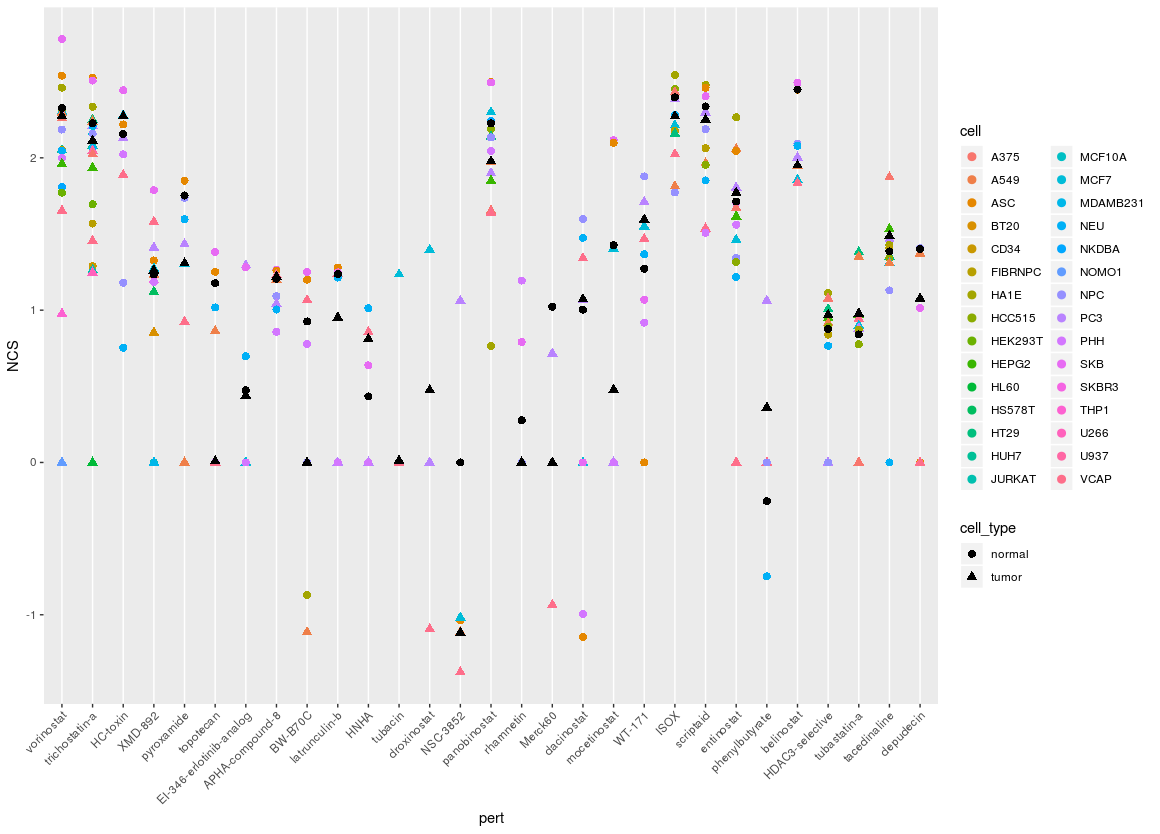 NCS
2
1
0
-1
vorinostat
trichostatin-a
HC-toxin
XMD-892
pyroxamide
topotecan
EI-346-erlotinib-analog
APHA-compound-8
BW-B70C
latrunculin-b
HNHA
tubacin
droxinostat
NSC-3852
panobinostat
rhamnetin
Merck60
dacinostat
mocetinostat
WT-171
ISOX
scriptaid
entinostat
phenylbutyrate
belinostat
HDAC3-selective
tubastatin-a
tacedinaline
depudecin
pert
cell
A375
A549
ASC
BT20
CD34
FIBRNPC
HA1E
HCC515
HEK293T
HEPG2
HL60
HS578T
HT29
HUH7
JURKAT
MCF10A
MCF7
MDAMB231
NEU
NKDBA
NOMO1
NPC
PC3
PHH
SKB
SKBR3
THP1
U266
U937
VCAP
cell_type
normal
tumor